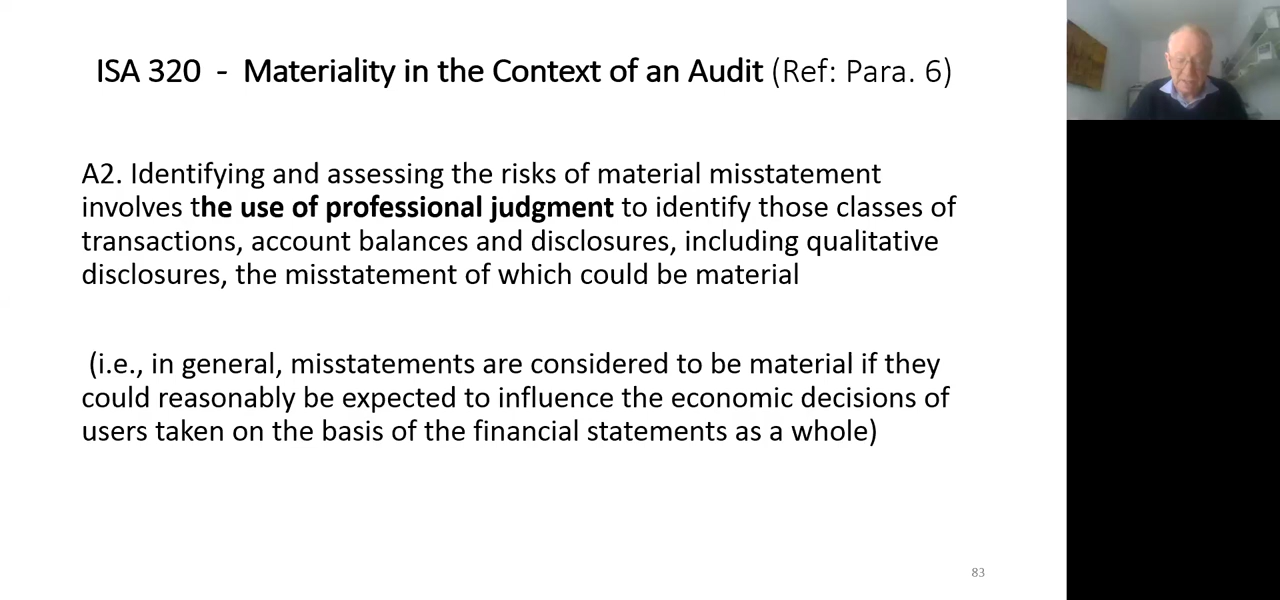 ISA 320 - Materiality in the Context of an Audit (Ref: Para. 6)
A2. Identifying and assessing the risks of material misstatement
involves the use of professional judgment to identify those classes of
transactions, account balances and disclosures, including qualitative
disclosures, the misstatement of which could be material
(i.e., in general, misstatements are considered to be material if they
could reasonably be expected to influence the economic decisions of
users taken on the basis of the financial statements as a whole)
83